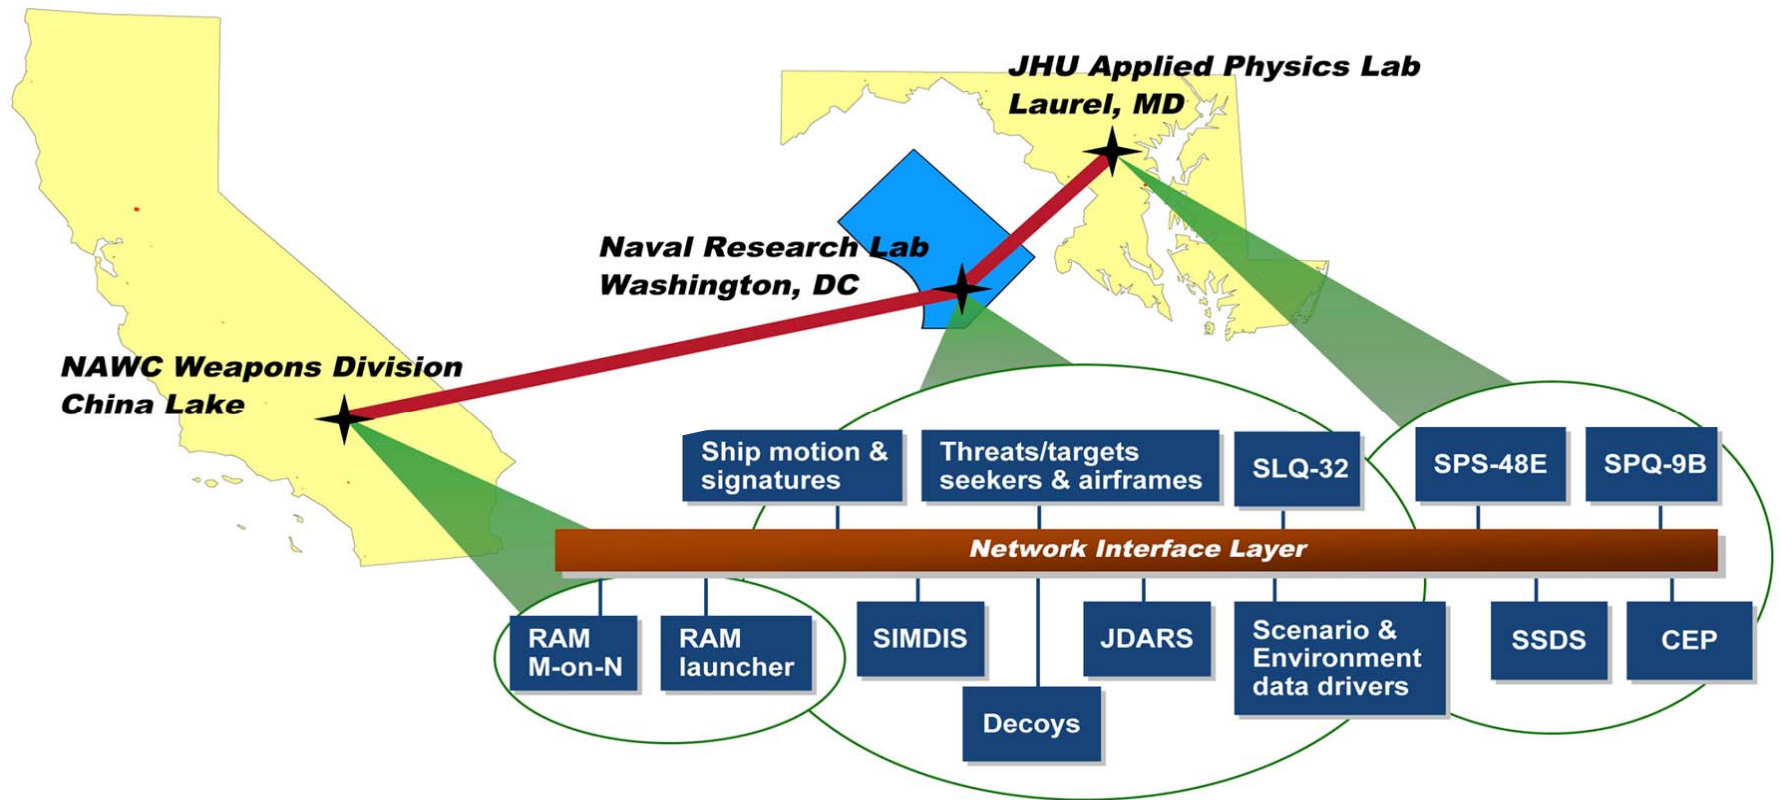 JHU Applied Physics Lab
Laurel, MD
Naval Research Lab
Washington, DC
NAWC Weapons Division
China Lake
Ship motion &
signatures
Threats/targets
seekers & airframes
SLQ-32
SPS-48E
SPQ-9B
Network Interface Layer
RAM
M-on-N
RAM
launcher
SIMDIS
Decoys
JDARS
Scenario &
Environment
data drivers
SSDS
CEP